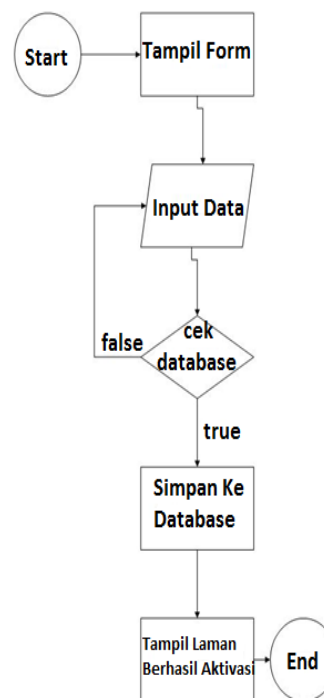 Start
Tampil Form
Input Data
cek
database
false
true
Simpan Ke
Database
Tampil Laman
Berhasil Aktivasi
End